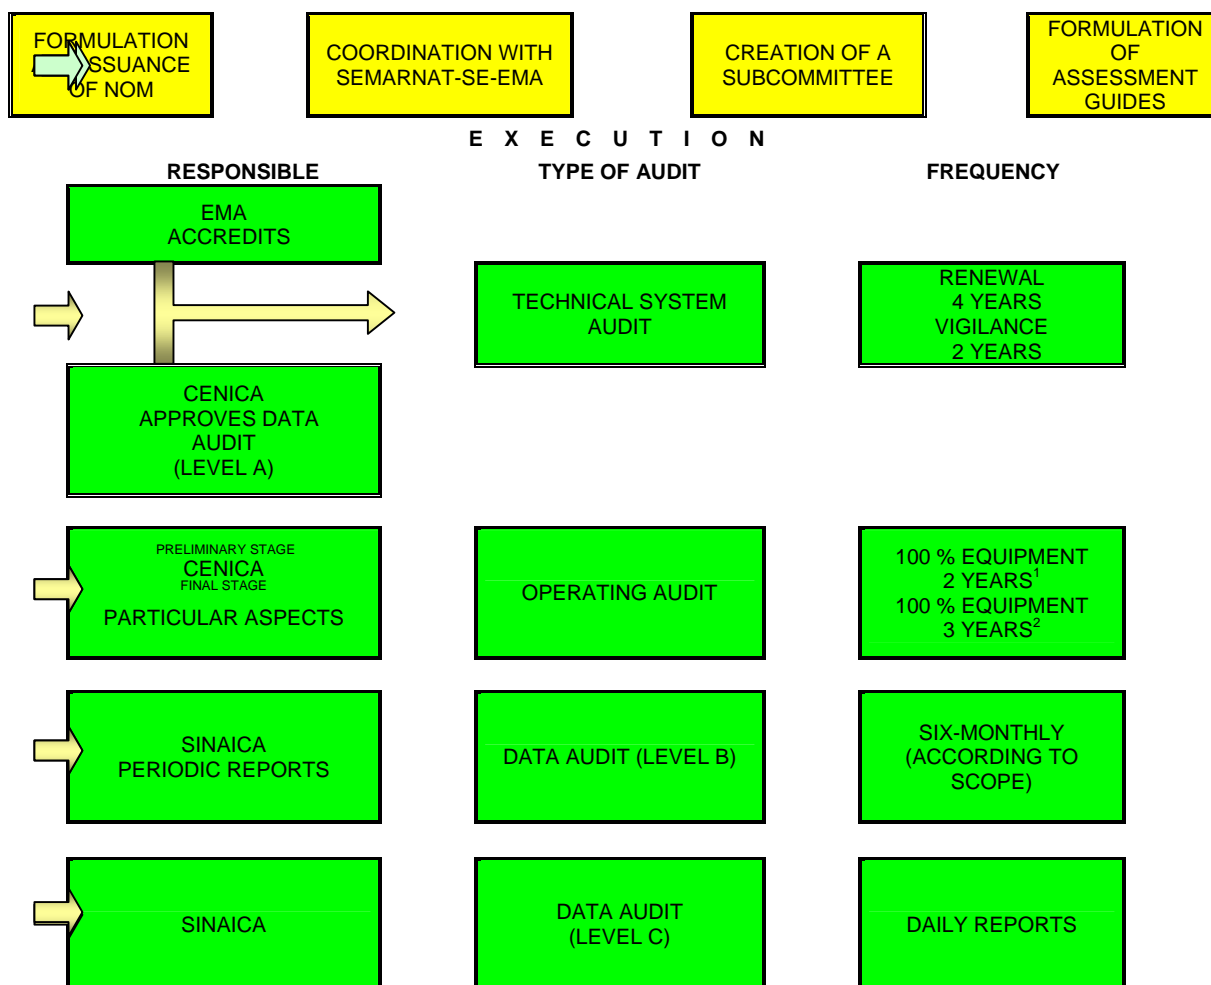 FORMULATION
SSUANCE
OF NOM
COORDINATION WITH
SEMARNAT-SE-EMA
CREATION OF A
SUBCOMMITTEE
FORMULATION
OF
ASSESSMENT
GUIDES
E X E C U T I O N
RESPONSIBLE
TYPE OF AUDIT
FREQUENCY
EMA
ACCREDITS
TECHNICAL SYSTEM
AUDIT
RENEWAL
4 YEARS
VIGILANCE
2 YEARS
CENICA
APPROVES DATA
AUDIT
(LEVEL A)
PRELIMINARY STAGE
CENICA
FINAL STAGE
PARTICULAR ASPECTS
OPERATING AUDIT
100 % EQUIPMENT
2 YEARS¹
100 % EQUIPMENT
3 YEARS²
SINAICA
PERIODIC REPORTS
DATA AUDIT (LEVEL B)
SIX-MONTHLY
(ACCORDING TO
SCOPE)
SINAICA
DATA AUDIT
(LEVEL C)
DAILY REPORTS